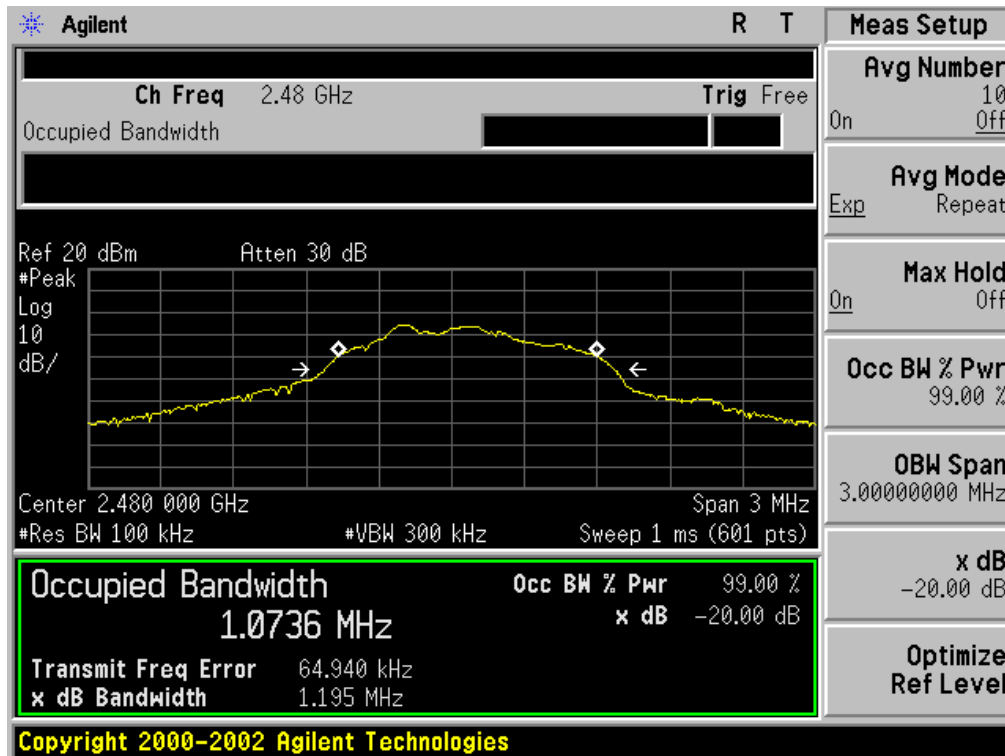 Agilent R T
Ch Freq 2.48 GHz Trig Free
Occupied Bandwidth
Ref 20 dBm Atten 30 dB
#Peak
Log
10
dB/
Center 2.480 000 GHz Span 3 MHz
#Res BW 100 kHz #VBW 300 kHz Sweep 1 ms (601 pts)
Occupied Bandwidth
1.0736 MHz
Occ BW % Pwr 99.00 %
x dB -20.00 dB
Transmit Freq Error 64.940 kHz
x dB Bandwidth 1.195 MHz
Copyright 2000-2002 Agilent Technologies
Meas Setup
Avg Number
10
On Off
Avg Mode
Exp Repeat
Max Hold
On Off
Occ BW % Pwr
99.00 %
OBW Span
3.00000000 MHz
x dB
-20.00 dB
Optimize
Ref Level